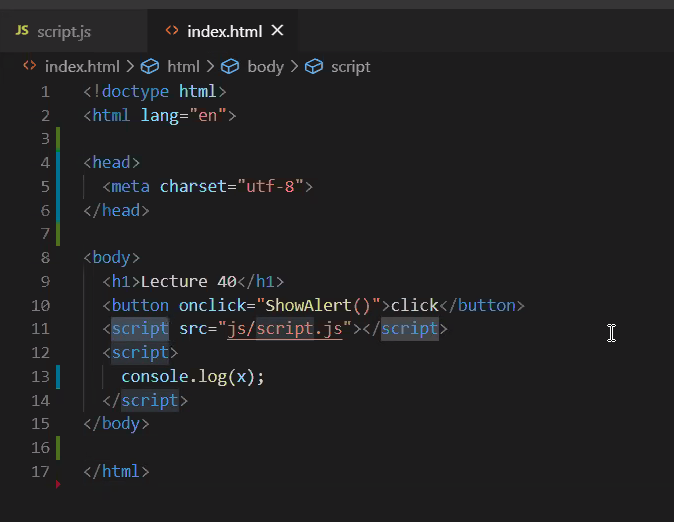 JS script.js <> index.html ×
<> index.html > html > body > script
1 <!doctype html>
2 <html lang="en">
3
4 <head>
5 <meta charset="utf-8">
6 </head>
7
8 <body>
9 <h1>Lecture 40</h1>
10 <button onclick="ShowAlert()">click</button>
11 <script src="js/script.js"></script>
12 <script>
13 console.log(x);
14 </script>
15 </body>
16
17 </html>